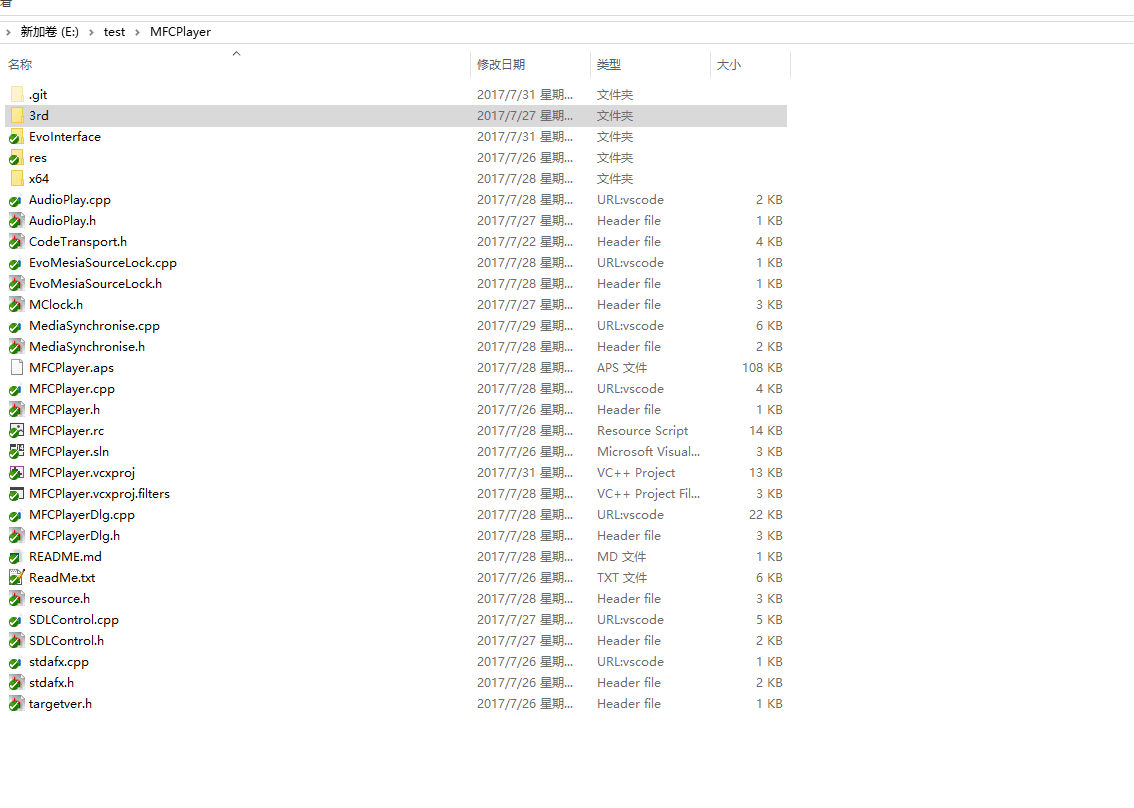 新加卷 (E:) › test › MFCPlayer
名称 修改日期 类型 大小
.git 2017/7/31 星期... 文件夹
3rd 2017/7/27 星期... 文件夹
EvoInterface 2017/7/31 星期... 文件夹
res 2017/7/26 星期... 文件夹
x64 2017/7/28 星期... 文件夹
AudioPlay.cpp 2017/7/28 星期... URL:vscode 2 KB
AudioPlay.h 2017/7/27 星期... Header file 1 KB
CodeTransport.h 2017/7/22 星期... Header file 4 KB
EvoMesiaSourceLock.cpp 2017/7/28 星期... URL:vscode 1 KB
EvoMesiaSourceLock.h 2017/7/28 星期... Header file 1 KB
MClock.h 2017/7/27 星期... Header file 3 KB
MediaSynchronise.cpp 2017/7/29 星期... URL:vscode 6 KB
MediaSynchronise.h 2017/7/28 星期... Header file 2 KB
MFCPlayer.aps 2017/7/28 星期... APS 文件 108 KB
MFCPlayer.cpp 2017/7/28 星期... URL:vscode 4 KB
MFCPlayer.h 2017/7/26 星期... Header file 1 KB
MFCPlayer.rc 2017/7/28 星期... Resource Script 14 KB
MFCPlayer.sln 2017/7/26 星期... Microsoft Visual... 3 KB
MFCPlayer.vcxproj 2017/7/31 星期... VC++ Project 13 KB
MFCPlayer.vcxproj.filters 2017/7/28 星期... VC++ Project Fil... 3 KB
MFCPlayerDlg.cpp 2017/7/28 星期... URL:vscode 22 KB
MFCPlayerDlg.h 2017/7/28 星期... Header file 3 KB
README.md 2017/7/28 星期... MD 文件 1 KB
ReadMe.txt 2017/7/26 星期... TXT 文件 6 KB
resource.h 2017/7/28 星期... Header file 3 KB
SDLControl.cpp 2017/7/27 星期... URL:vscode 5 KB
SDLControl.h 2017/7/27 星期... Header file 2 KB
stdafx.cpp 2017/7/26 星期... URL:vscode 1 KB
stdafx.h 2017/7/26 星期... Header file 2 KB
targetver.h 2017/7/26 星期... Header file 1 KB